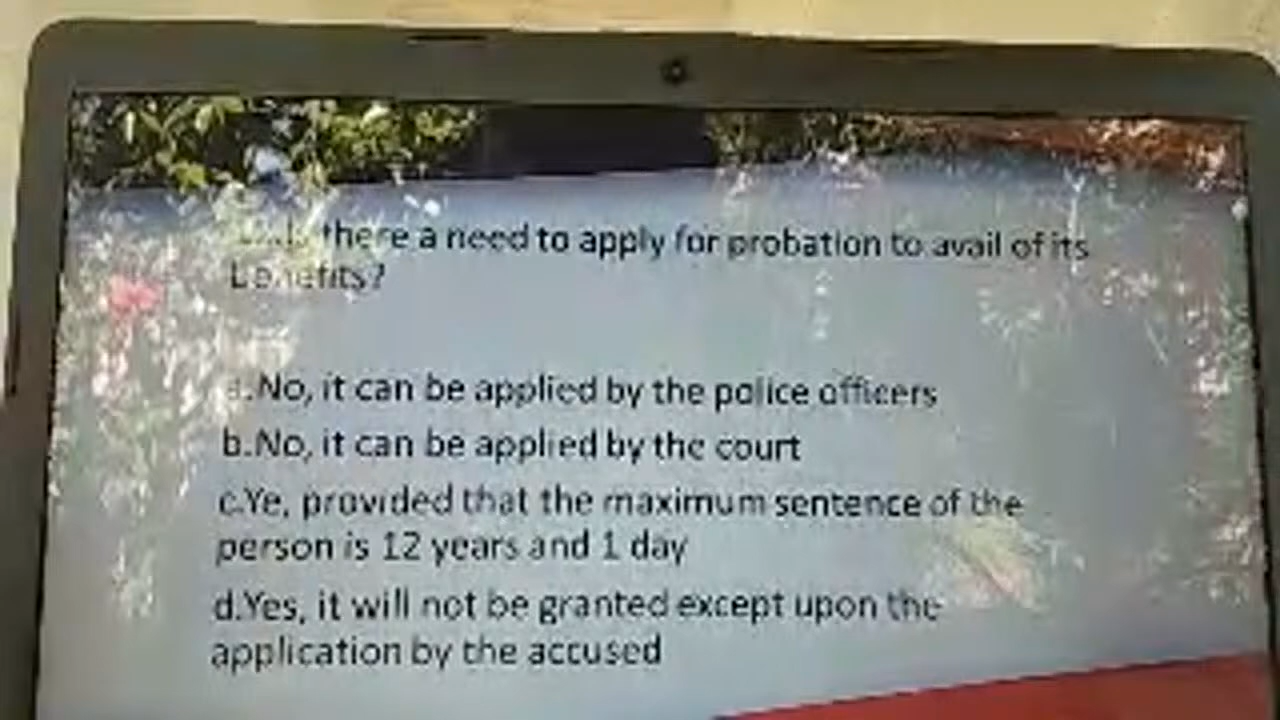 there a need to apply for probation to avail of its
benefits?
a.No, it can be applied by the police officers
b.No, it can be applied by the court
c.Ye, provided that the maximum sentence of the
person is 12 years and 1 day
d.Yes, it will not be granted except upon the
application by the accused